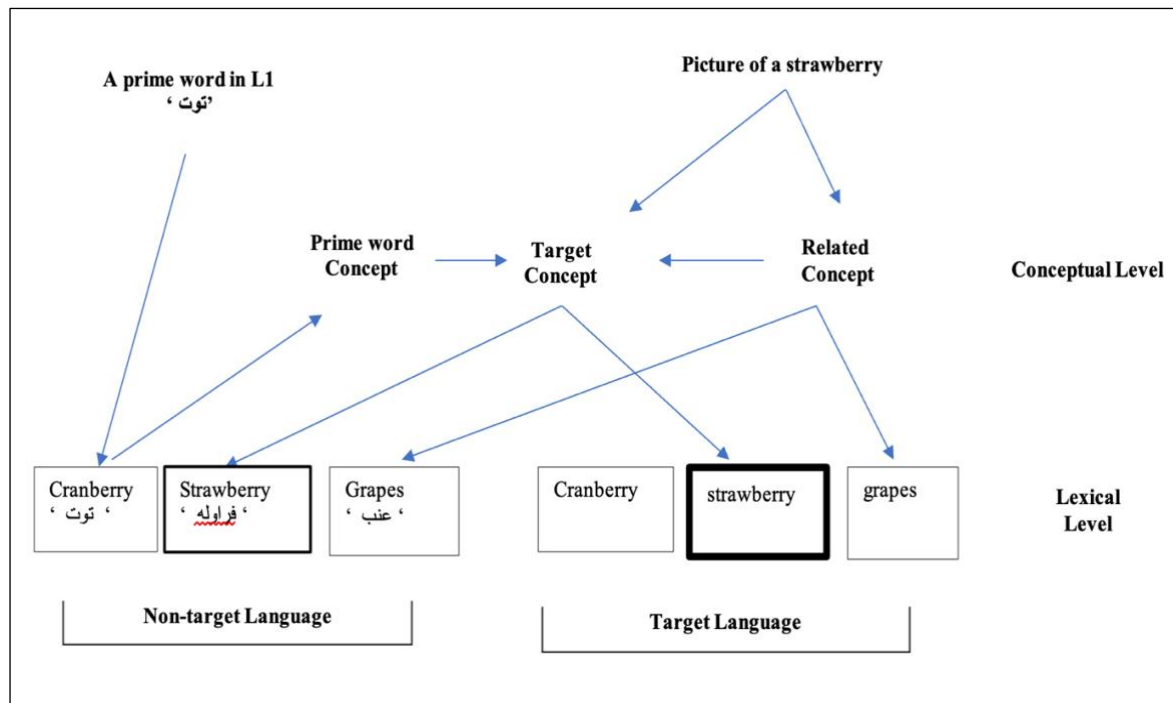 A prime word in L1
‘ توت’
Picture of a strawberry
Prime word
Concept
Target
Concept
Related
Concept
Conceptual Level
Cranberry
‘ توت ‘
Strawberry
‘ فراوله ‘
Grapes
‘ عنب ‘
Cranberry
strawberry
grapes
Lexical
Level
Non-target Language
Target Language